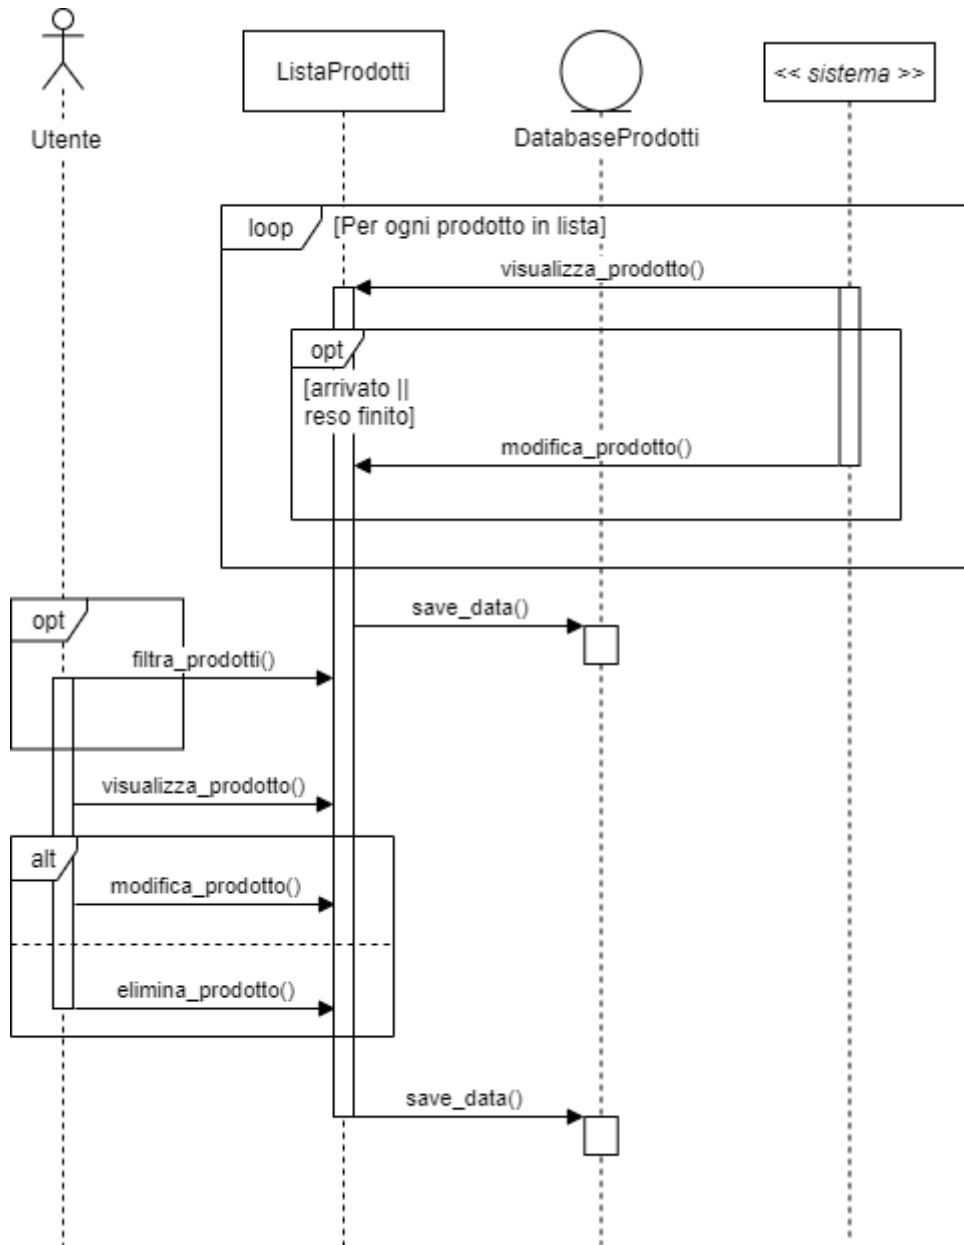 ListaProdotti
<< sistema >>
Utente
DatabaseProdotti
loop
[Per ogni prodotto in lista]
visualizza_prodotto()
opt
[arrivato ||
reso finito]
modifica_prodotto()
save_data()
opt
filtra_prodotti()
visualizza_prodotto()
alt
modifica_prodotto()
elimina_prodotto()
save_data()